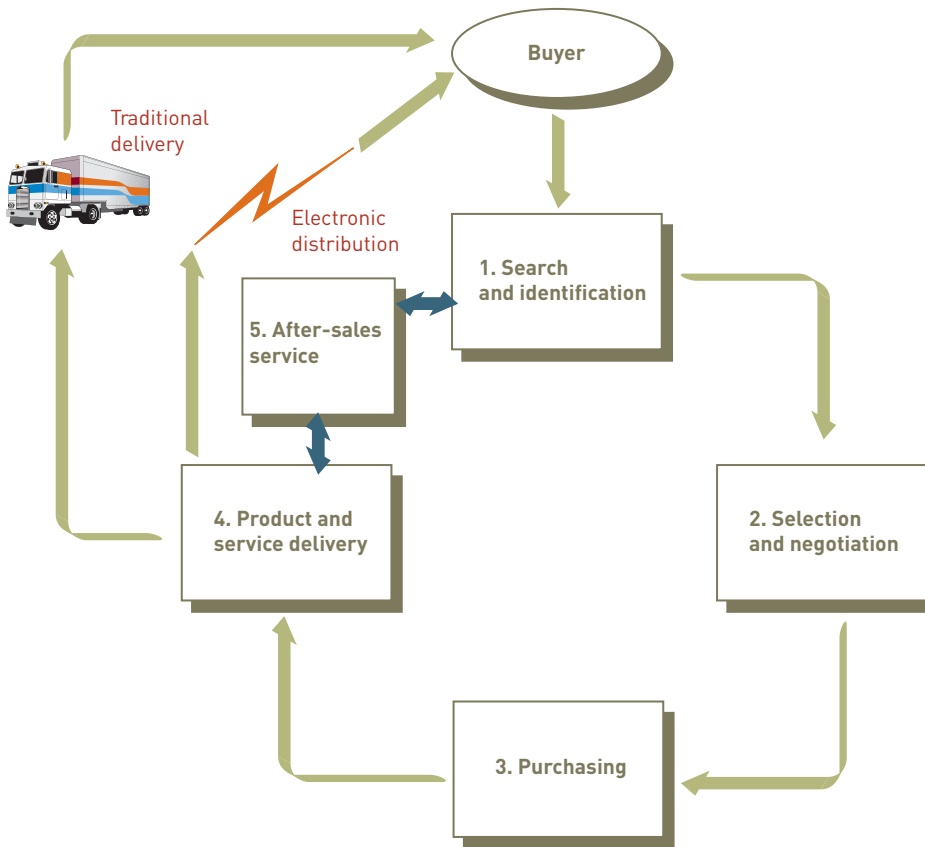 Buyer
Traditional
delivery
Electronic
distribution
1. Search
and identification
5. After-sales
service
4. Product and
service delivery
2. Selection
and negotiation
3. Purchasing